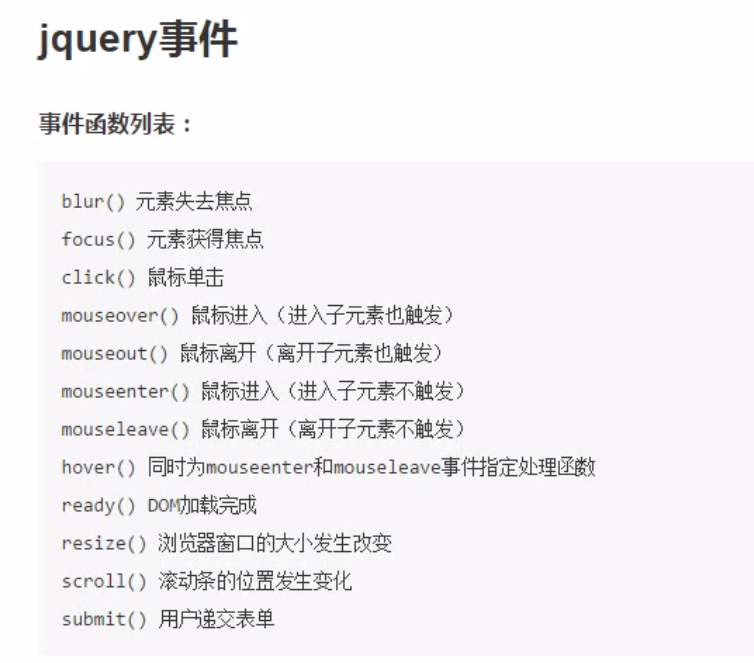 jquery事件
事件函数列表：
blur() 元素失去焦点
focus() 元素获得焦点
click() 鼠标单击
mouseover() 鼠标进入（进入子元素也触发）
mouseout() 鼠标离开（离开子元素也触发）
mouseenter() 鼠标进入（进入子元素不触发）
mouseleave() 鼠标离开（离开子元素不触发）
hover() 同时为mouseenter和mouseleave事件指定处理函数
ready() DOM加载完成
resize() 浏览器窗口的大小发生改变
scroll() 滚动条的位置发生变化
submit() 用户递交表单